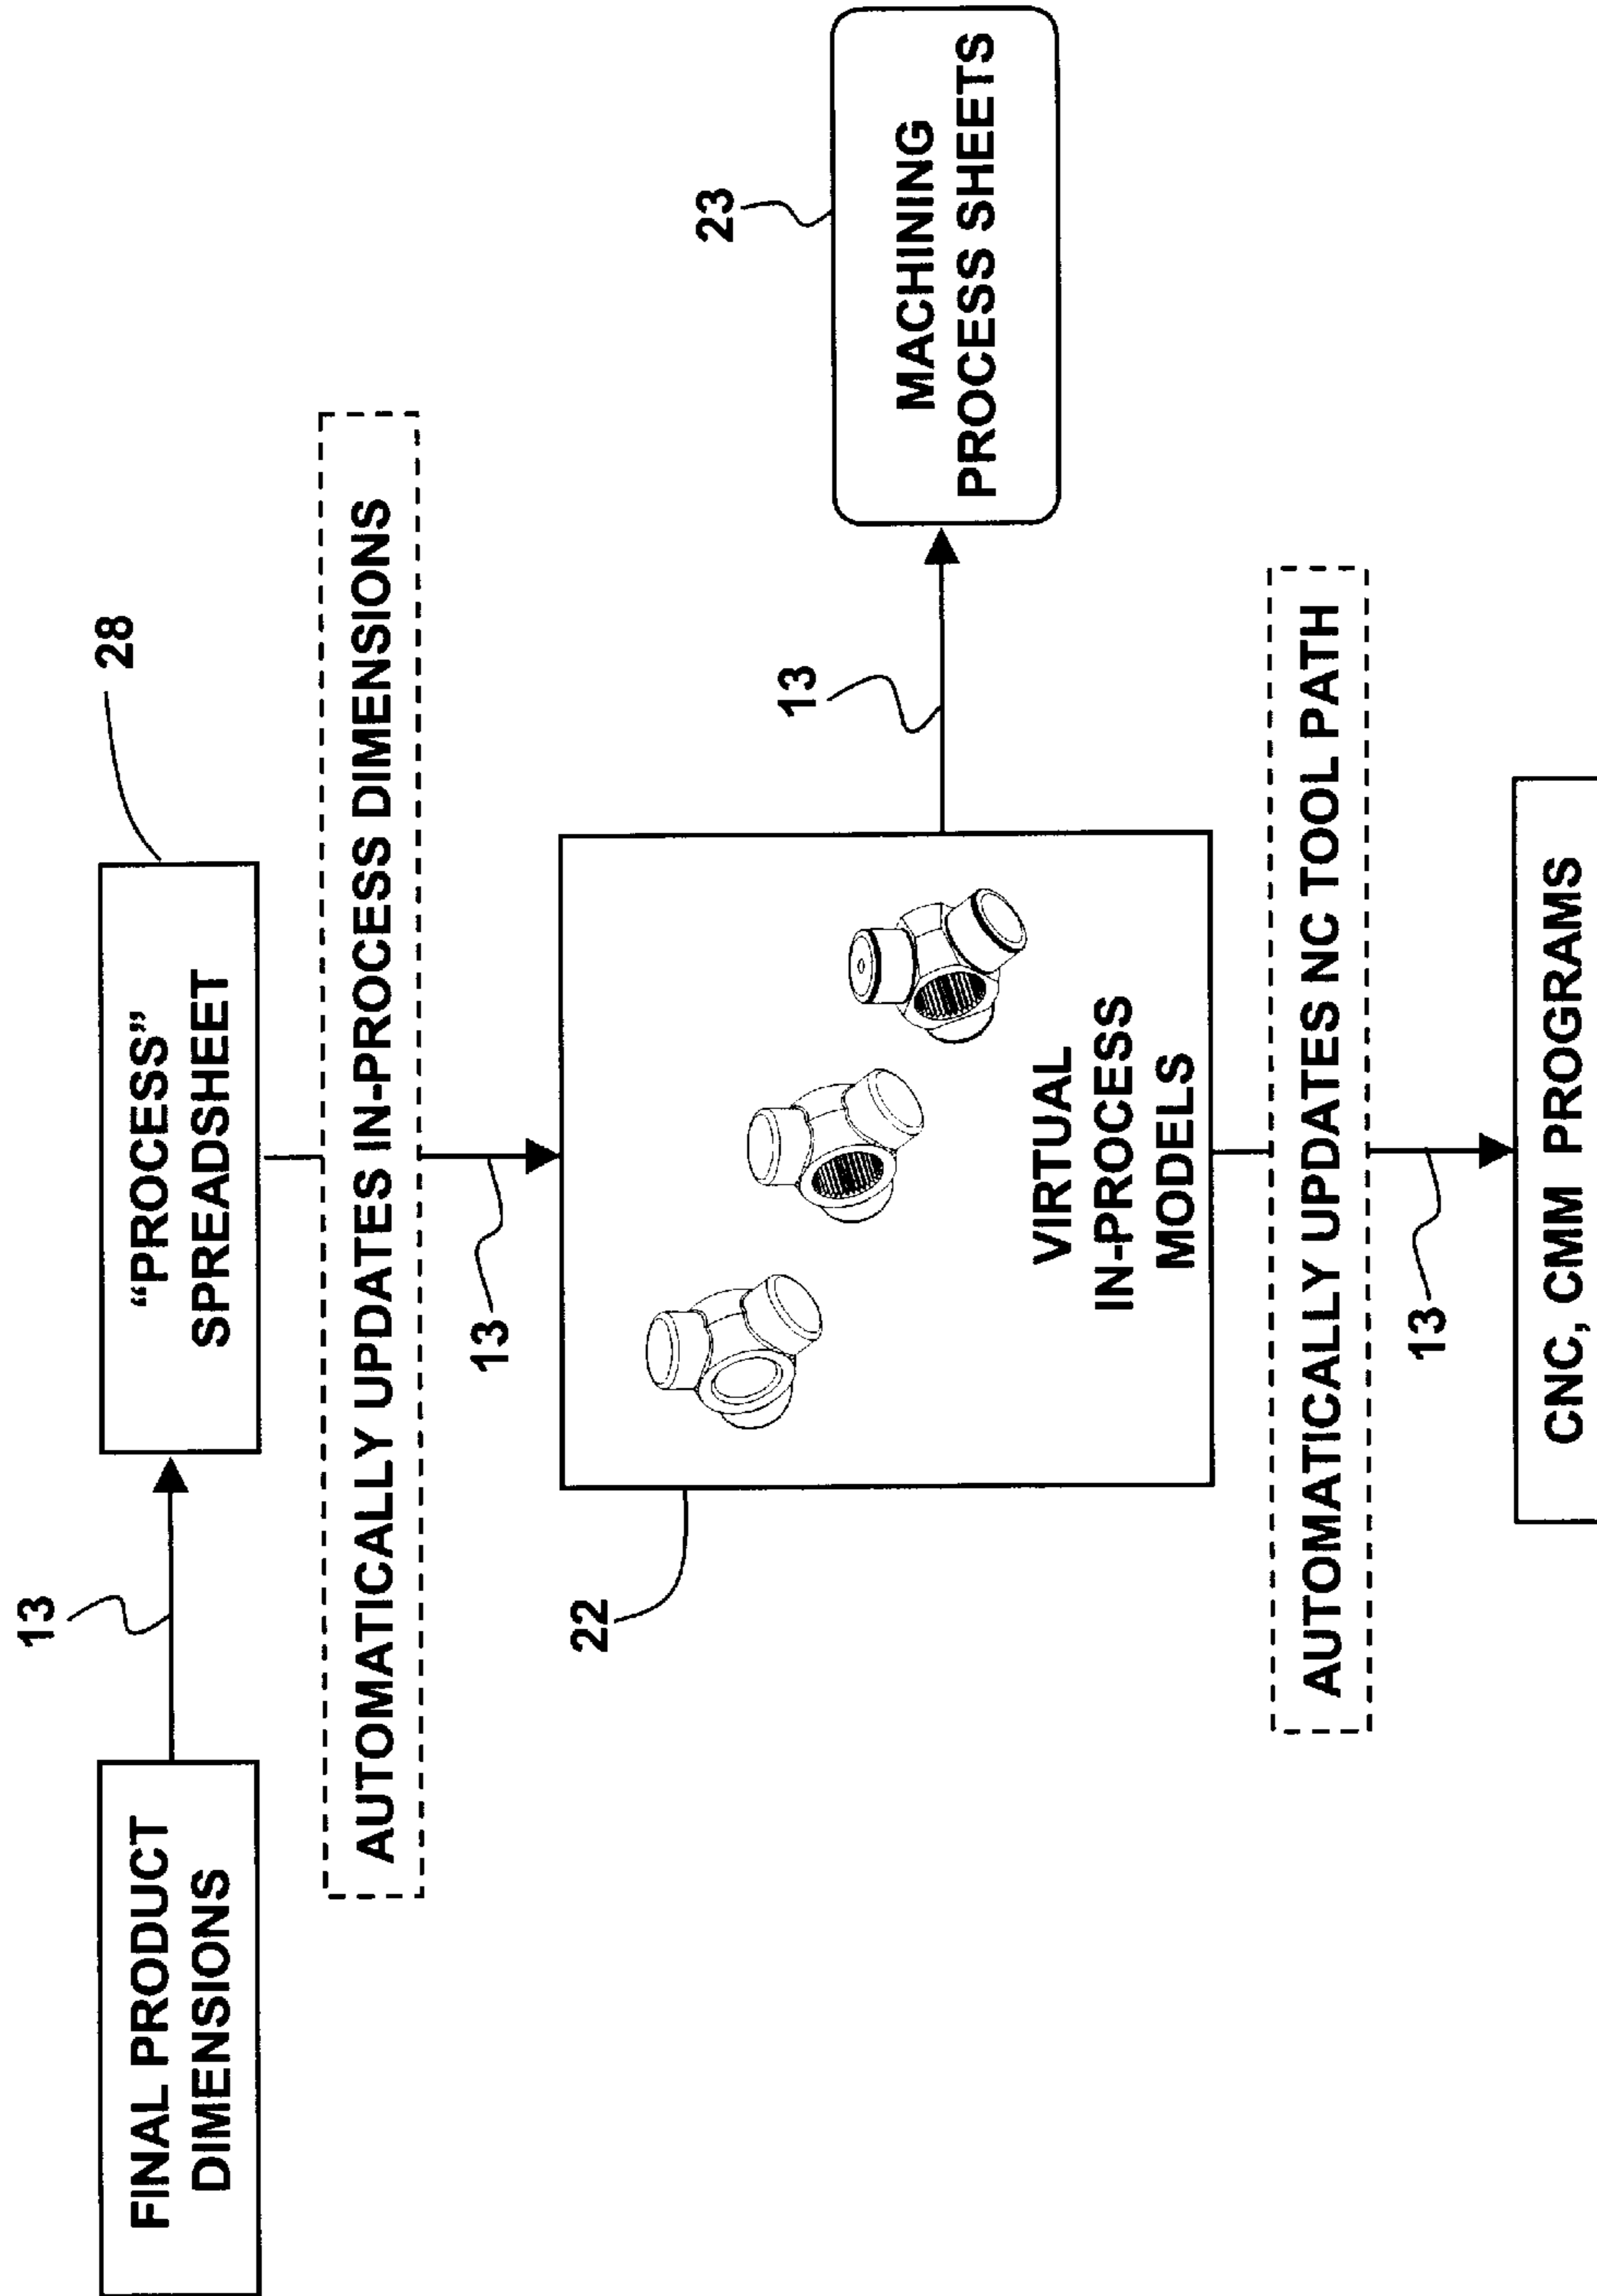 13
28
FINAL PRODUCT
DIMENSIONS
“PROCESS”
SPREADSHEET
AUTOMATICALLY UPDATES IN-PROCESS DIMENSIONS
13
22
VIRTUAL
IN-PROCESS
MODELS
13
23
MACHINING
PROCESS SHEETS
AUTOMATICALLY UPDATES NC TOOL PATH
13
CNC, CMM PROGRAMS